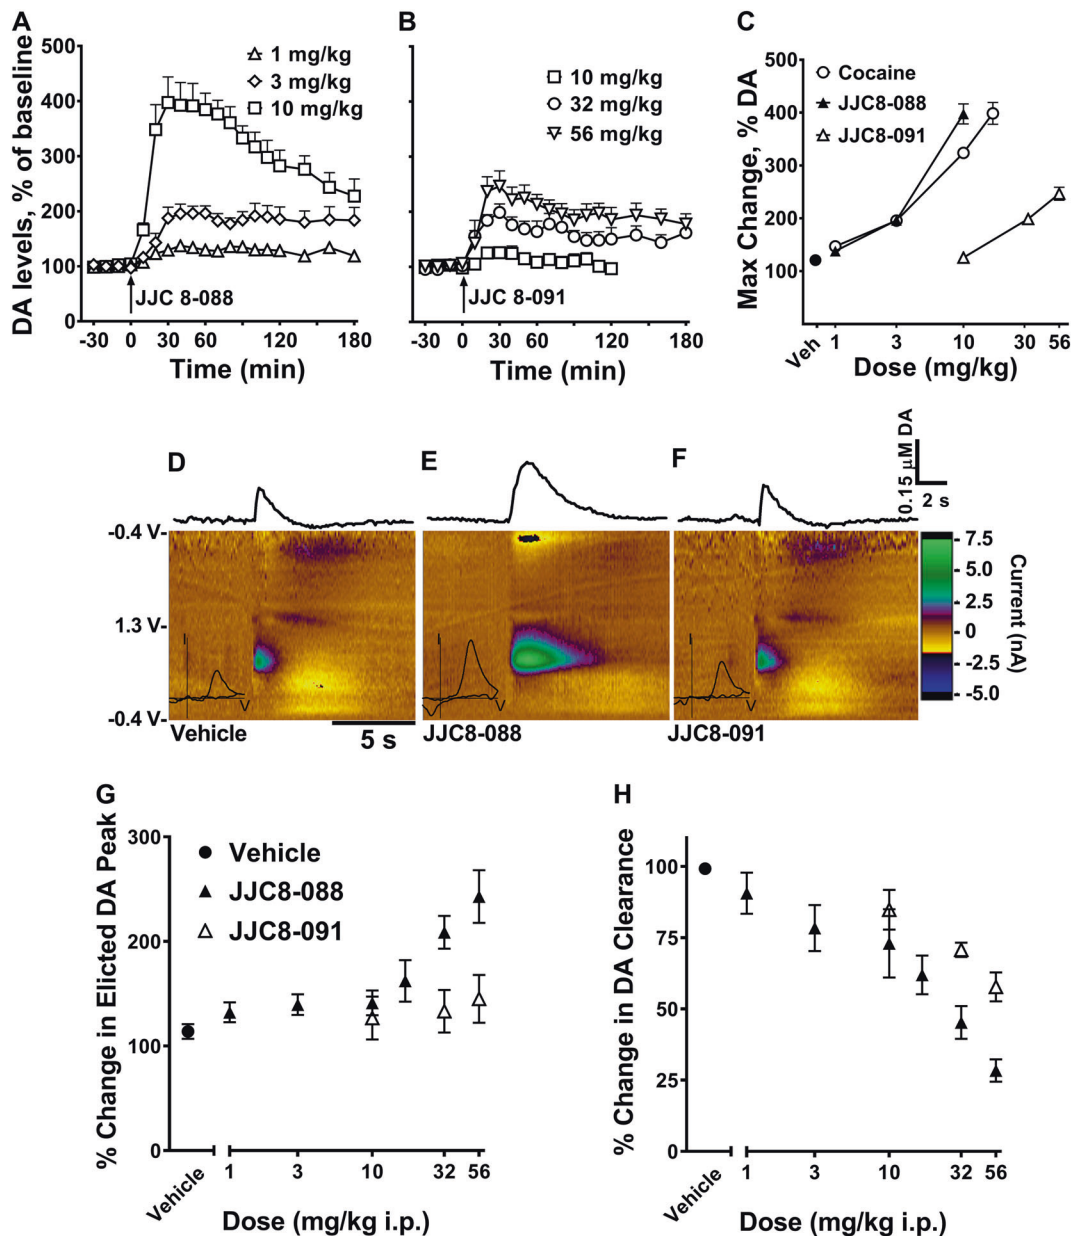 A
DA levels, % of baseline
500
400
300
200
100
0
1 mg/kg
3 mg/kg
10 mg/kg
JJC 8-088
-30 0 30 60 120 180
Time (min)
B
10 mg/kg
32 mg/kg
56 mg/kg
JJC 8-091
-30 0 30 60 120 180
Time (min)
C
Max Change, % DA
500
400
300
200
100
Cocaine
JJC8-088
JJC8-091
Veh 1 3 10 30 56
Dose (mg/kg)
D
E
F
0.15 µM DA
2 s
-0.4 V-
1.3 V-
-0.4 V-
I
V
I
V
I
V
Vehicle
5 s
JJC8-088
JJC8-091
7.5
5.0
2.5
0
-2.5
-5.0
Current (nA)
G
% Change in Elicted DA Peak
300
200
100
0
Vehicle
JJC8-088
JJC8-091
Vehicle 1 3 10 32 56
Dose (mg/kg i.p.)
H
% Change in DA Clearance
100
75
50
25
0
Vehicle 1 3 10 32 56
Dose (mg/kg i.p.)